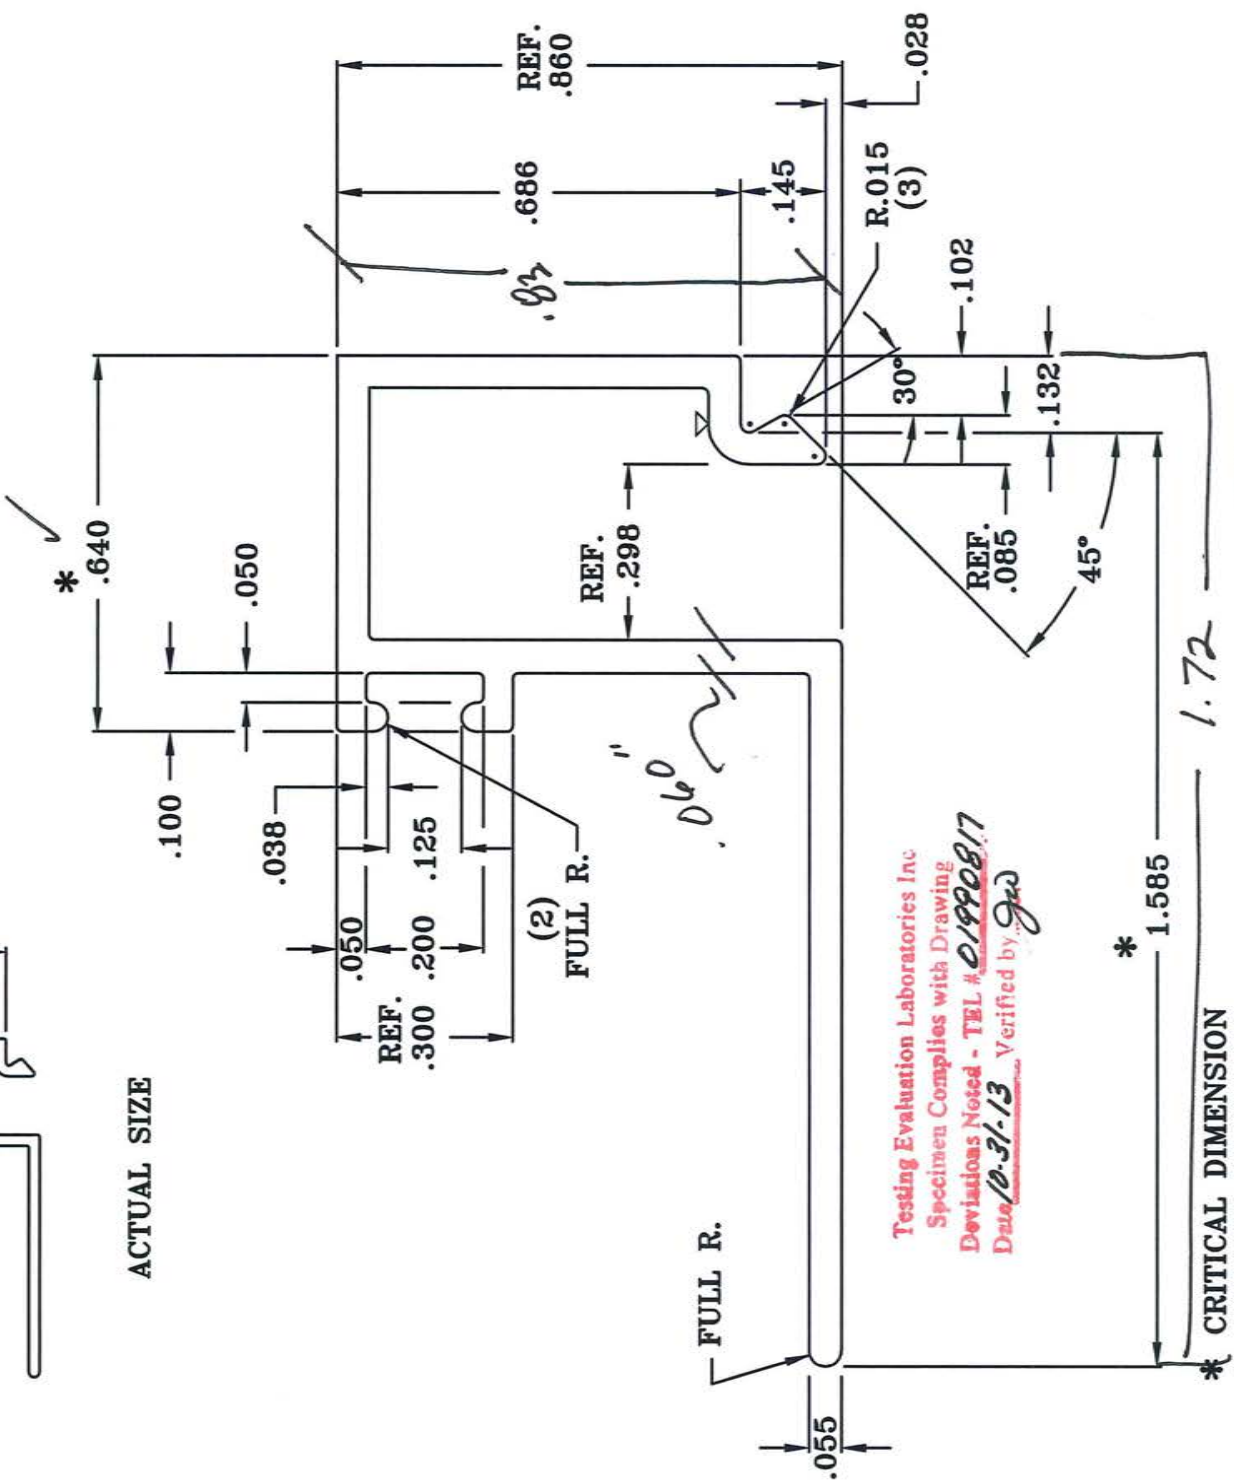 REF.
.860
.028
.686
.145
R.015
(3)
.83
.102
30°
.132
*
.640
.050
REF.
.298
REF.
.085
45°
.100
.038
.125
.050
.200
REF.
.300
(2)
FULL R.
.060"
1.72
ACTUAL SIZE
Testing Evaluation Laboratories Inc.
Specimen Complies with Drawing
Deviations Noted - TEL # 01990817
Date 10-31-13 Verified by
*
1.585
FULL R.
.055
* CRITICAL DIMENSION